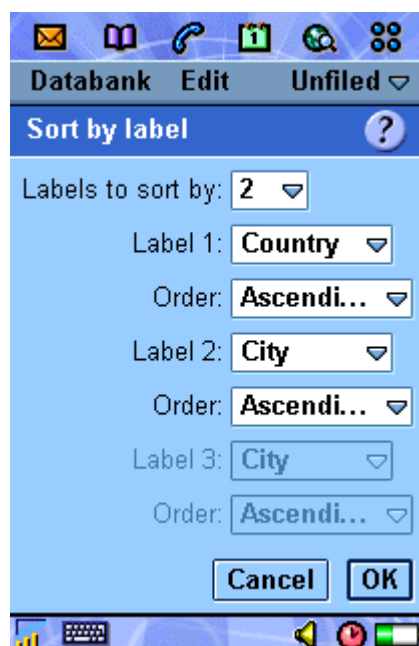 1
Databank Edit Unfiled
Sort by label ?
Labels to sort by: 2
Label 1: Country
Order: Ascendi...
Label 2: City
Order: Ascendi...
Label 3: City
Order: Ascendi...
Cancel OK